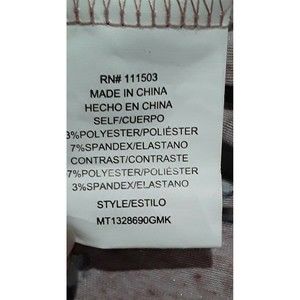 RN# 111503
MADE IN CHINA
HECHO EN CHINA
SELF/CUERPO
3%POLYESTER/POLIÉSTER
7%SPANDEX/ELASTANO
CONTRAST/CONTRASTE
7%POLYESTER/POLIÉSTER
3%SPANDEX/ELASTANO
STYLE/ESTILO
MT1328690GMK